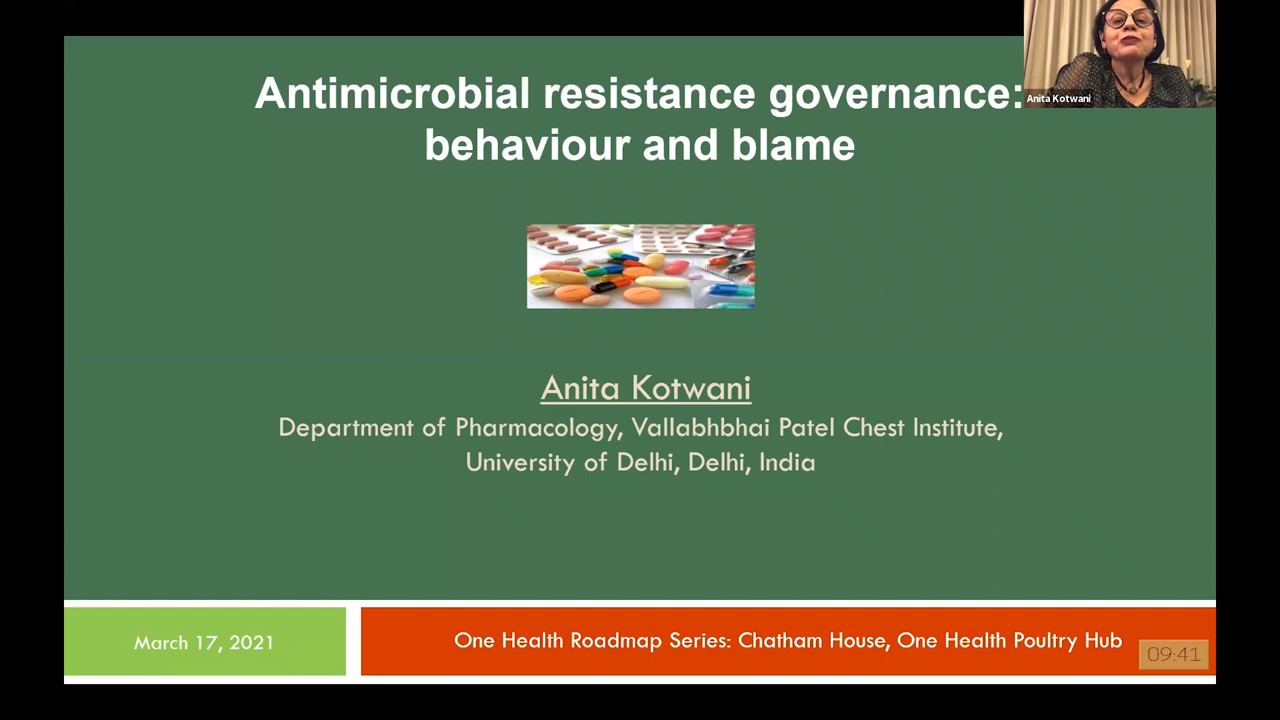 Antimicrobial resistance governance:
behaviour and blame
Anita Kotwani
Anita Kotwani
Department of Pharmacology, Vallabhbhai Patel Chest Institute,
University of Delhi, Delhi, India
March 17, 2021
One Health Roadmap Series: Chatham House, One Health Poultry Hub
09:41